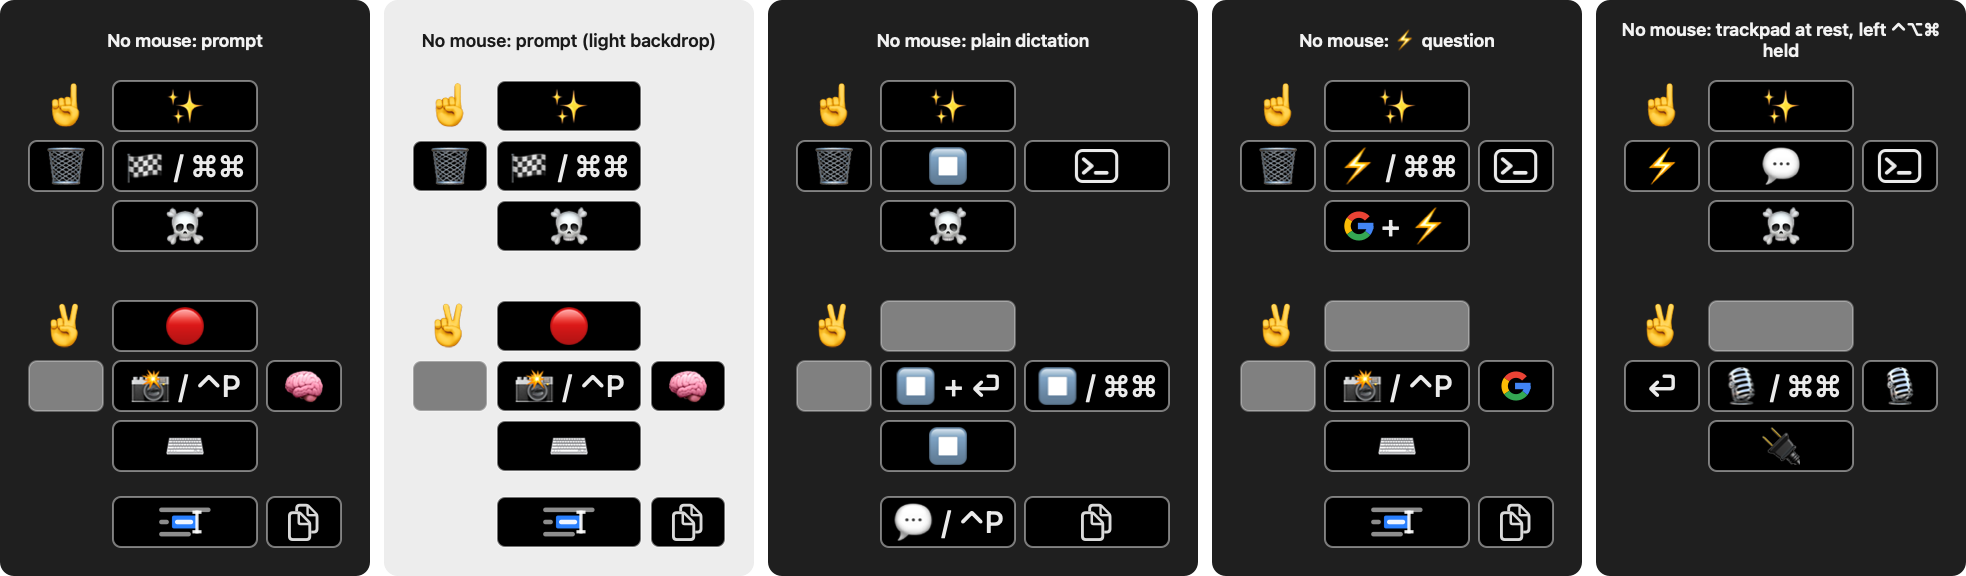 No mouse: prompt
☝️ ✨
🗑️ 🏁 / ⌘⌘
☠️
✌️ 🔴
📸 / ^P 🧠
⌨️
No mouse: prompt (light backdrop)
☝️ ✨
🗑️ 🏁 / ⌘⌘
☠️
✌️ 🔴
📸 / ^P 🧠
⌨️
No mouse: plain dictation
☝️ ✨
🗑️ ⏹️ >_
☠️
✌️
⏹️ + ↩ ⏹️ / ⌘⌘
⏹️
💬 / ^P
No mouse: ⚡ question
☝️ ✨
🗑️ ⚡ / ⌘⌘ >_
G + ⚡
✌️
📸 / ^P G
⌨️
No mouse: trackpad at rest, left ^⌥⌘
held
☝️ ✨
⚡ 💬 >_
☠️
✌️
↩ 🎙️ / ⌘⌘ 🎙️
🔌